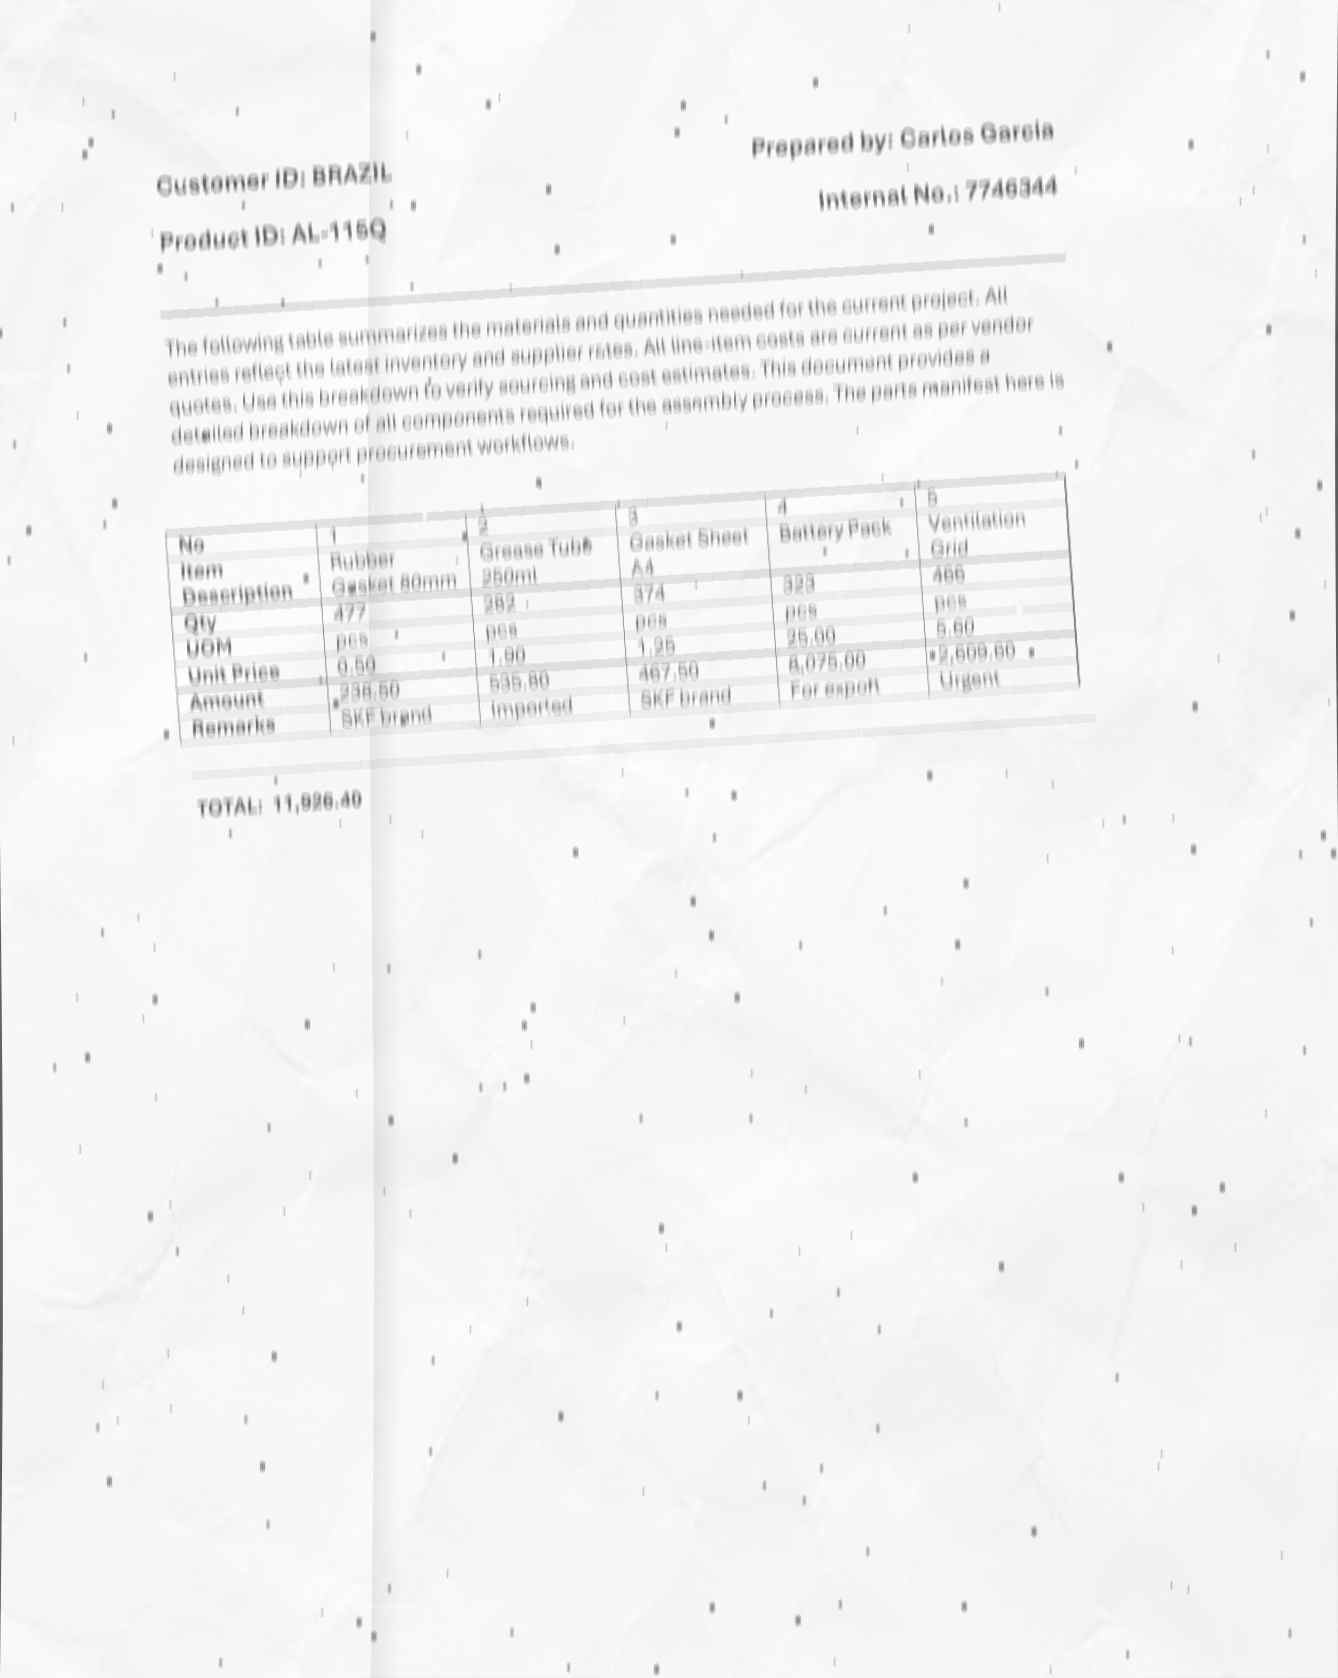 Customer ID: BRAZIL
Prepared by: Carlos Garcia
Product ID: AL-115Q
Internal No.: 7746344
The following table summarizes the materials and quantities needed for the current project. All
entries reflect the latest inventory and supplier rates. All line-item costs are current as per vendor
quotes. Use this breakdown to verify sourcing and cost estimates. This document provides a
detailed breakdown of all components required for the assembly process. The parts manifest here is
designed to support procurement workflows.
No 1 2 3 4 5
Item Rubber Grease Tube Gasket Sheet Battery Pack Ventilation
Description Gasket 80mm 250ml A4 Grid
Qty 477 282 374 323 466
UOM pcs pcs pcs pcs pcs
Unit Price 0.50 1.90 1.25 25.00 5.60
Amount 238.50 535.80 467.50 8,075.00 2,609.60
Remarks SKF brand Imported SKF brand For export Urgent
TOTAL: 11,926.40